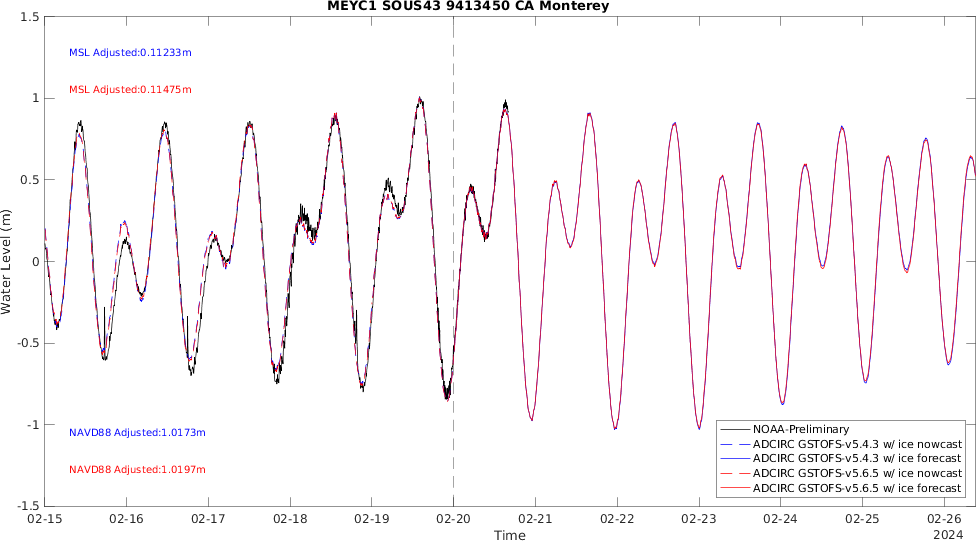 MEYC1 SOUS43 9413450 CA Monterey
1.5
MSL Adjusted:0.11233m
1
MSL Adjusted:0.11475m
0.5
Water Level (m)
0
-0.5
-1
NAVD88 Adjusted:1.0173m
NAVD88 Adjusted:1.0197m
-1.5
NOAA-Preliminary
ADCIRC GSTOFS-v5.4.3 w/ ice nowcast
ADCIRC GSTOFS-v5.4.3 w/ ice forecast
ADCIRC GSTOFS-v5.6.5 w/ ice nowcast
ADCIRC GSTOFS-v5.6.5 w/ ice forecast
02-15 02-16 02-17 02-18 02-19 02-20 02-21 02-22 02-23 02-24 02-25 02-26
2024
Time